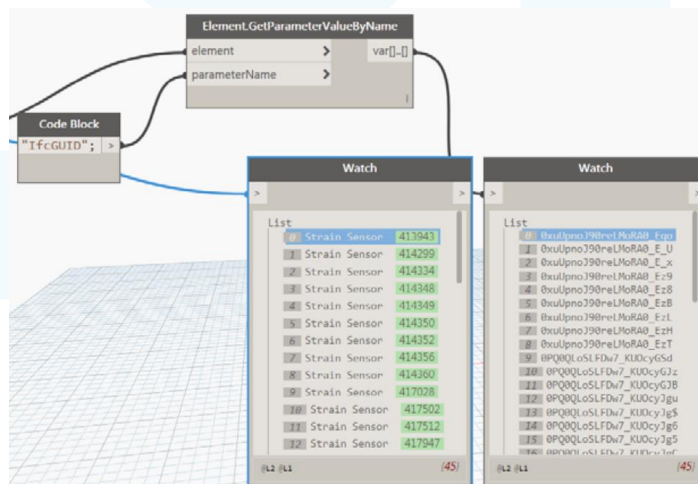 Element.GetParameterValueByName
element >
var[]..[]
parameterName >
Code Block
"IfcGUID"; >
Watch
> >
List
0 Strain Sensor 413943
1 Strain Sensor 414299
2 Strain Sensor 414334
3 Strain Sensor 414348
4 Strain Sensor 414349
5 Strain Sensor 414350
6 Strain Sensor 414352
7 Strain Sensor 414356
8 Strain Sensor 414360
9 Strain Sensor 417028
10 Strain Sensor 417502
11 Strain Sensor 417512
12 Strain Sensor 417947
@L2 @L1 {45}
Watch
> >
List
0 0xuUpnoJ90reLMoRA0_Eqo
1 0xuUpnoJ90reLMoRA0_E_U
2 0xuUpnoJ90reLMoRA0_E_x
3 0xuUpnoJ90reLMoRA0_Ez9
4 0xuUpnoJ90reLMoRA0_Ez8
5 0xuUpnoJ90reLMoRA0_EzB
6 0xuUpnoJ90reLMoRA0_EzL
7 0xuUpnoJ90reLMoRA0_EzH
8 0xuUpnoJ90reLMoRA0_EzT
9 0PQ0QLoSLFDw7_KUOcyGSd
10 0PQ0QLoSLFDw7_KUOcyGJz
11 0PQ0QLoSLFDw7_KUOcyGJB
12 0PQ0QLoSLFDw7_KUOcyJgu
13 0PQ0QLoSLFDw7_KUOcyJg$
14 0PQ0QLoSLFDw7_KUOcyJg6
15 0PQ0QLoSLFDw7_KUOcyJg5
16 0PQ0QLoSLFDw7_KUOcyJgC
@L2 @L1 {45}